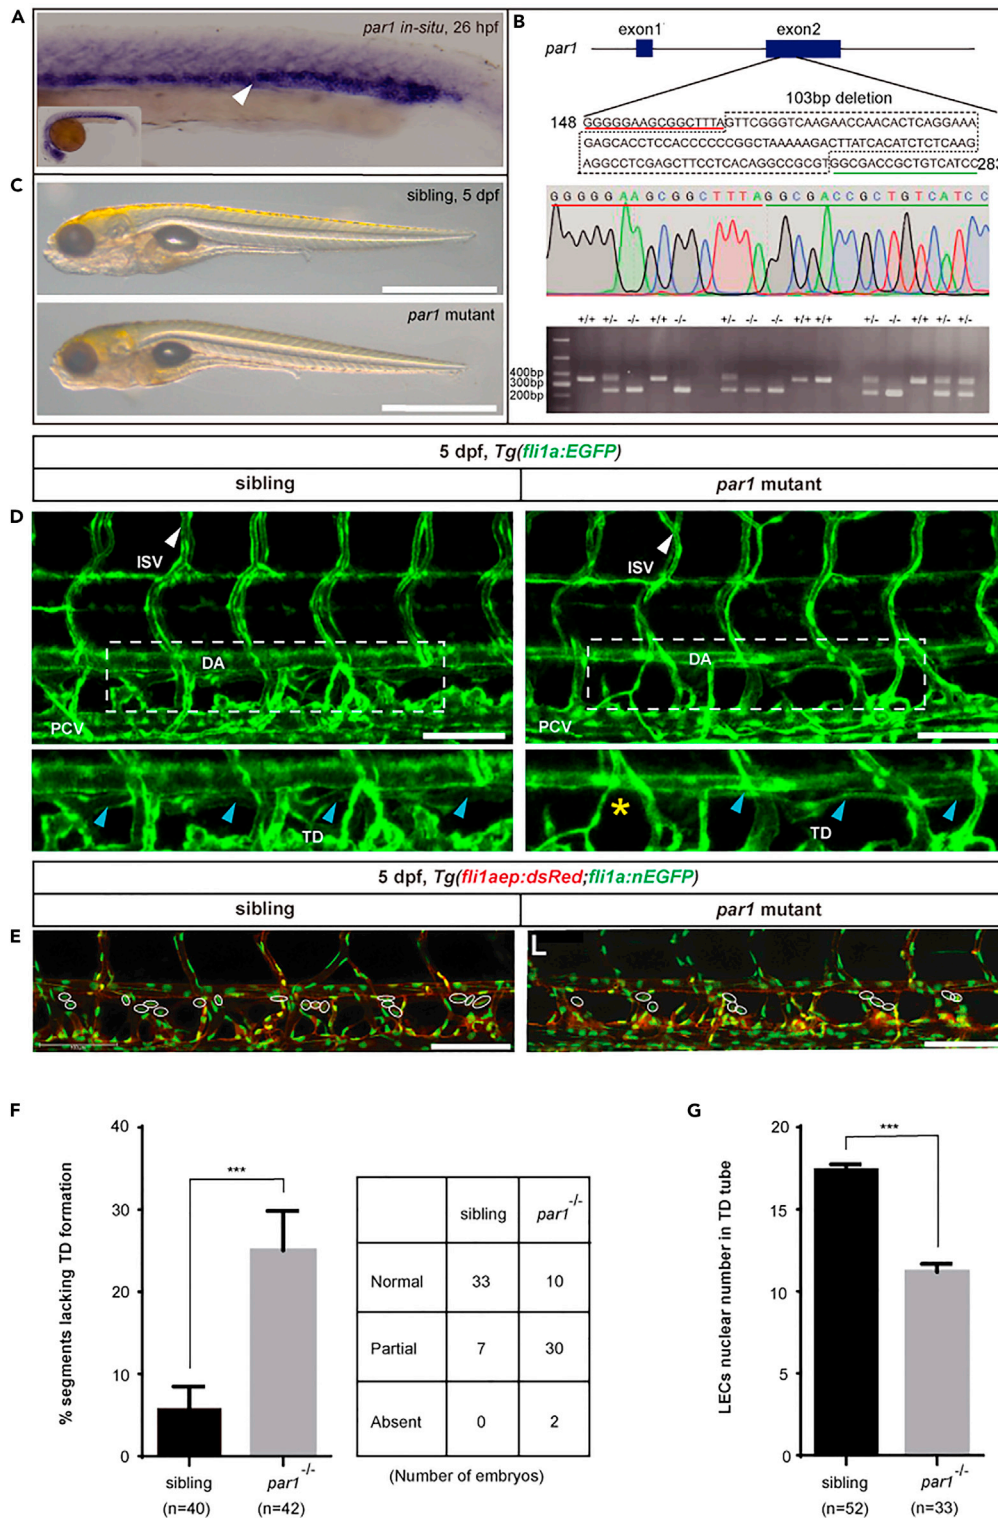 A
par1 in-situ, 26 hpf
B
exon1
exon2
par1
103bp deletion
148 GGGGGAAGCGGCTTTAGTTCGGGTCAAGAACCAACACTCAGGAAA
GAGCACCTCCACCCCCCGGCTAAAAAGACTTATCACATCTCTCAAG
AGGCCTCGAGCTTCCTCACAGGCCGCGTGGCGACCGCTGTCATCC 283
GGGGGAAGCGGCTTTAGGCGACCGCTGTCATCC
+/+ +/- -/- +/+ -/- +/- -/- -/- +/+ +/+ +/- -/- +/+ +/- +/-
400bp
300bp
200bp
C
sibling, 5 dpf
par1 mutant
5 dpf, Tg(fli1a:EGFP)
sibling
par1 mutant
D
ISV
DA
PCV
TD
ISV
DA
PCV
*
TD
5 dpf, Tg(fli1aep:dsRed;fli1a:nEGFP)
sibling
par1 mutant
E
F
% segments lacking TD formation
40
30
20
10
0
***
sibling
(n=40)
par1-/-
(n=42)
sibling par1-/-
Normal 33 10
Partial 7 30
Absent 0 2
(Number of embryos)
G
LECs nuclear number in TD tube
20
15
10
5
0
***
sibling
(n=52)
par1-/-
(n=33)